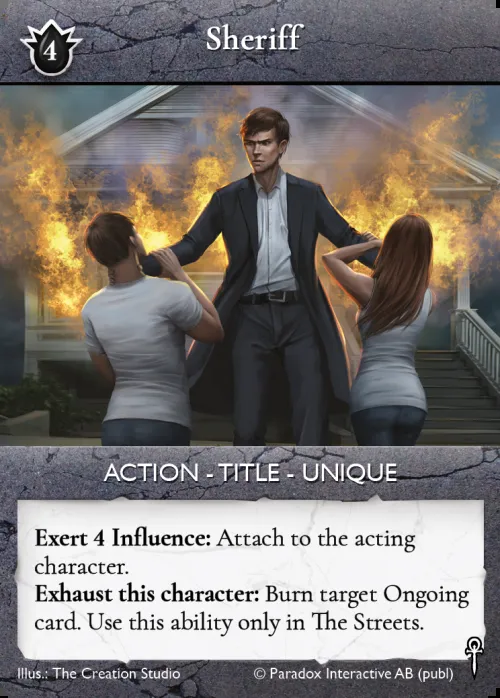 Sheriff
4
ACTION - TITLE - UNIQUE
Exert 4 Influence: Attach to the acting
character.
Exhaust this character: Burn target Ongoing
card. Use this ability only in The Streets.
Illus.: The Creation Studio © Paradox Interactive AB (publ)